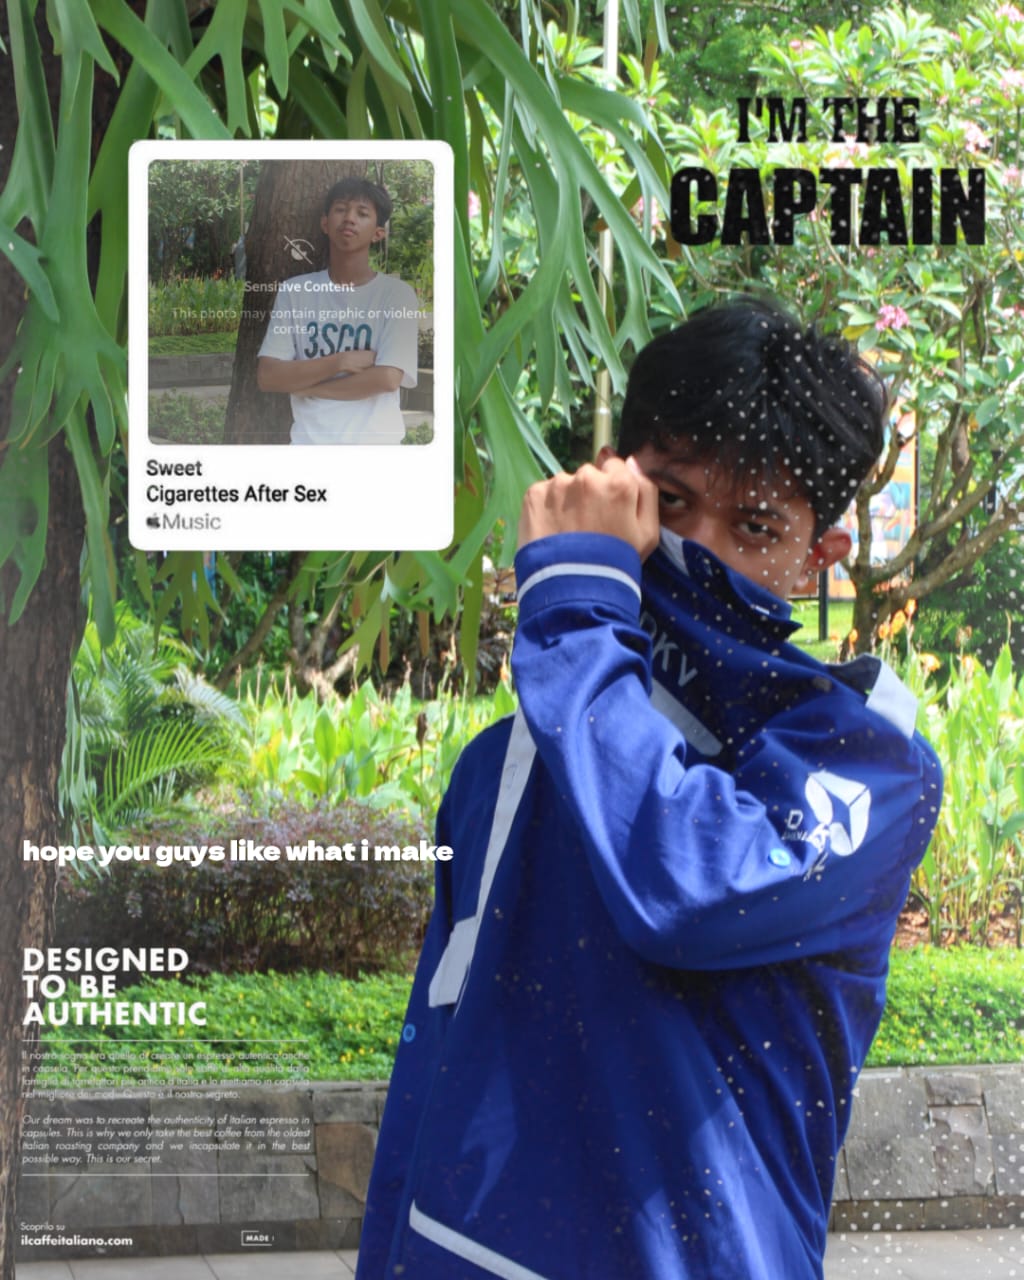 I'M THE
CAPTAIN
Sensitive Content
This photo may contain graphic or violent
content
3SCO
Sweet
Cigarettes After Sex
Music
DKV
D
hope you guys like what i make
DESIGNED
TO BE
AUTHENTIC
Il nostro sogno era quello di creare un espresso autentico anche
in capsula. Per questo prendiamo solo caffè di alta qualità dalla
famiglia di torrefattori più antica d'Italia e lo mettiamo in capsula
nel migliore dei modi. Questo è il nostro segreto.
Our dream was to recreate the authenticity of Italian espresso in
capsules. This is why we only take the best coffee from the oldest
Italian roasting company and we incapsulate it in the best
possible way. This is our secret.
Scoprilo su
ilcaffeitaliano.com
MADE